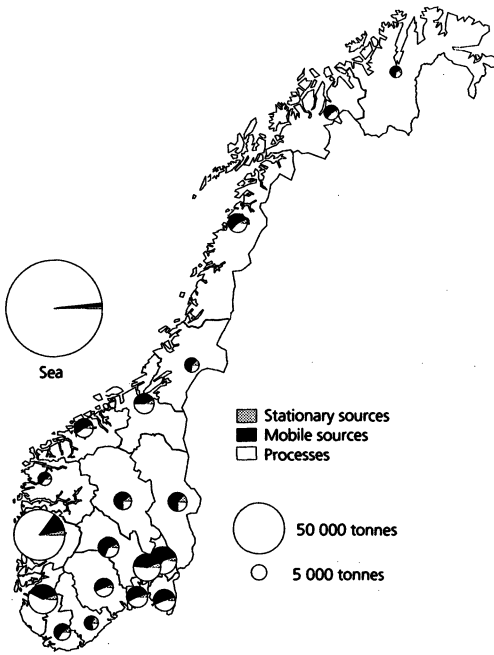 Sea
Stationary sources
Mobile sources
Processes
50 000 tonnes
5 000 tonnes